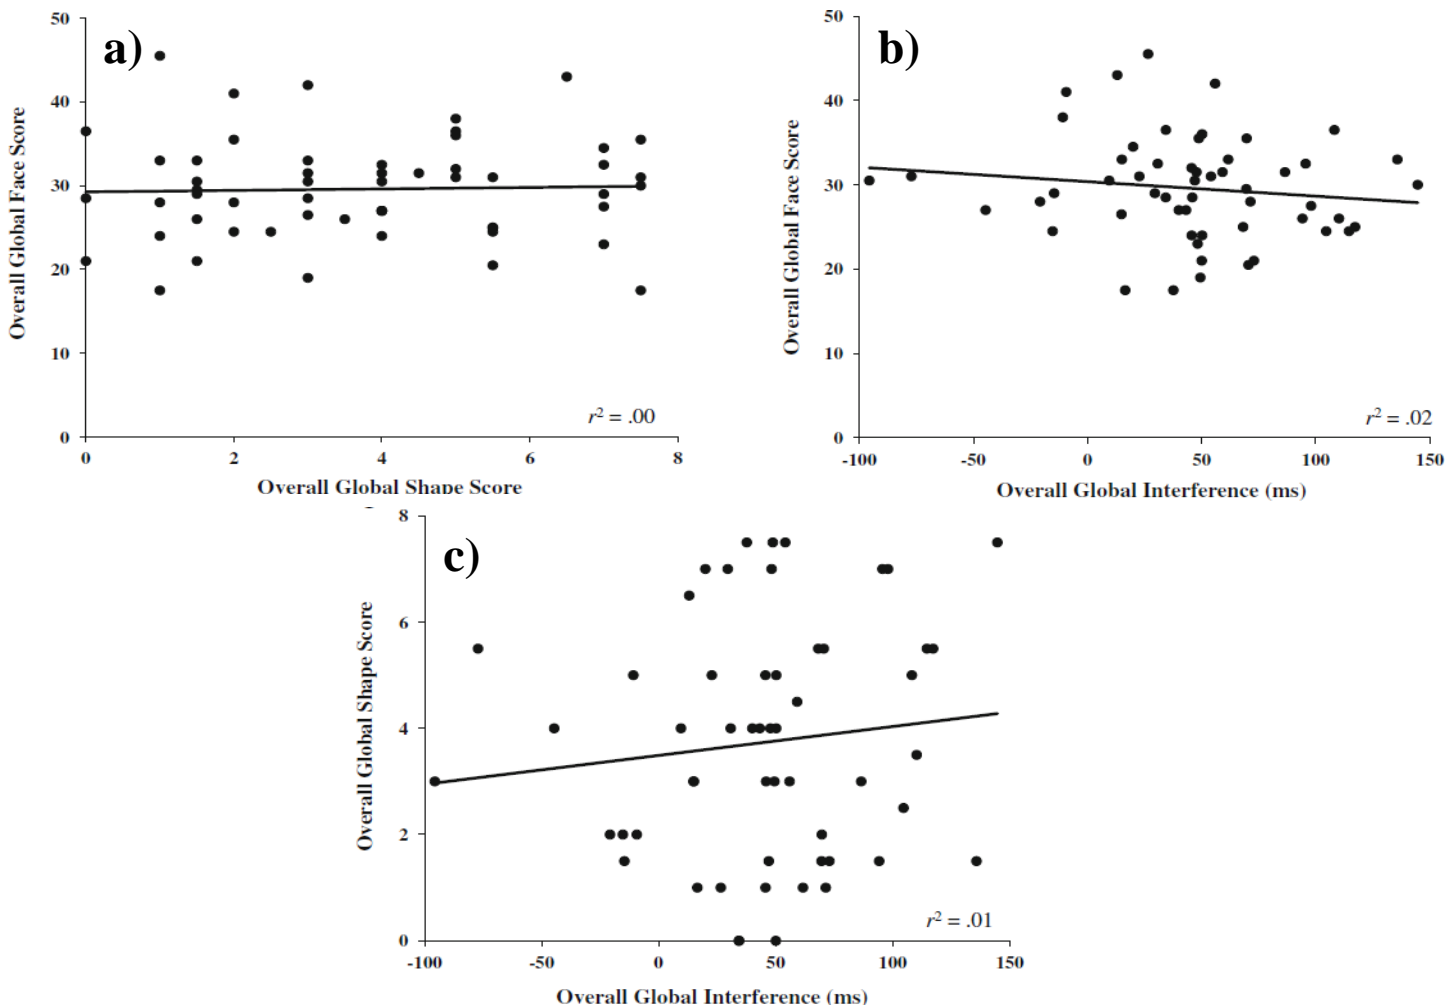 a)
50
40
30
20
10
0
Overall Global Face Score
r² = .00
0 2 4 6 8
Overall Global Shape Score
b)
50
40
30
20
10
0
Overall Global Face Score
r² = .02
-100 -50 0 50 100 150
Overall Global Interference (ms)
c)
8
6
4
2
0
Overall Global Shape Score
r² = .01
-100 -50 0 50 100 150
Overall Global Interference (ms)